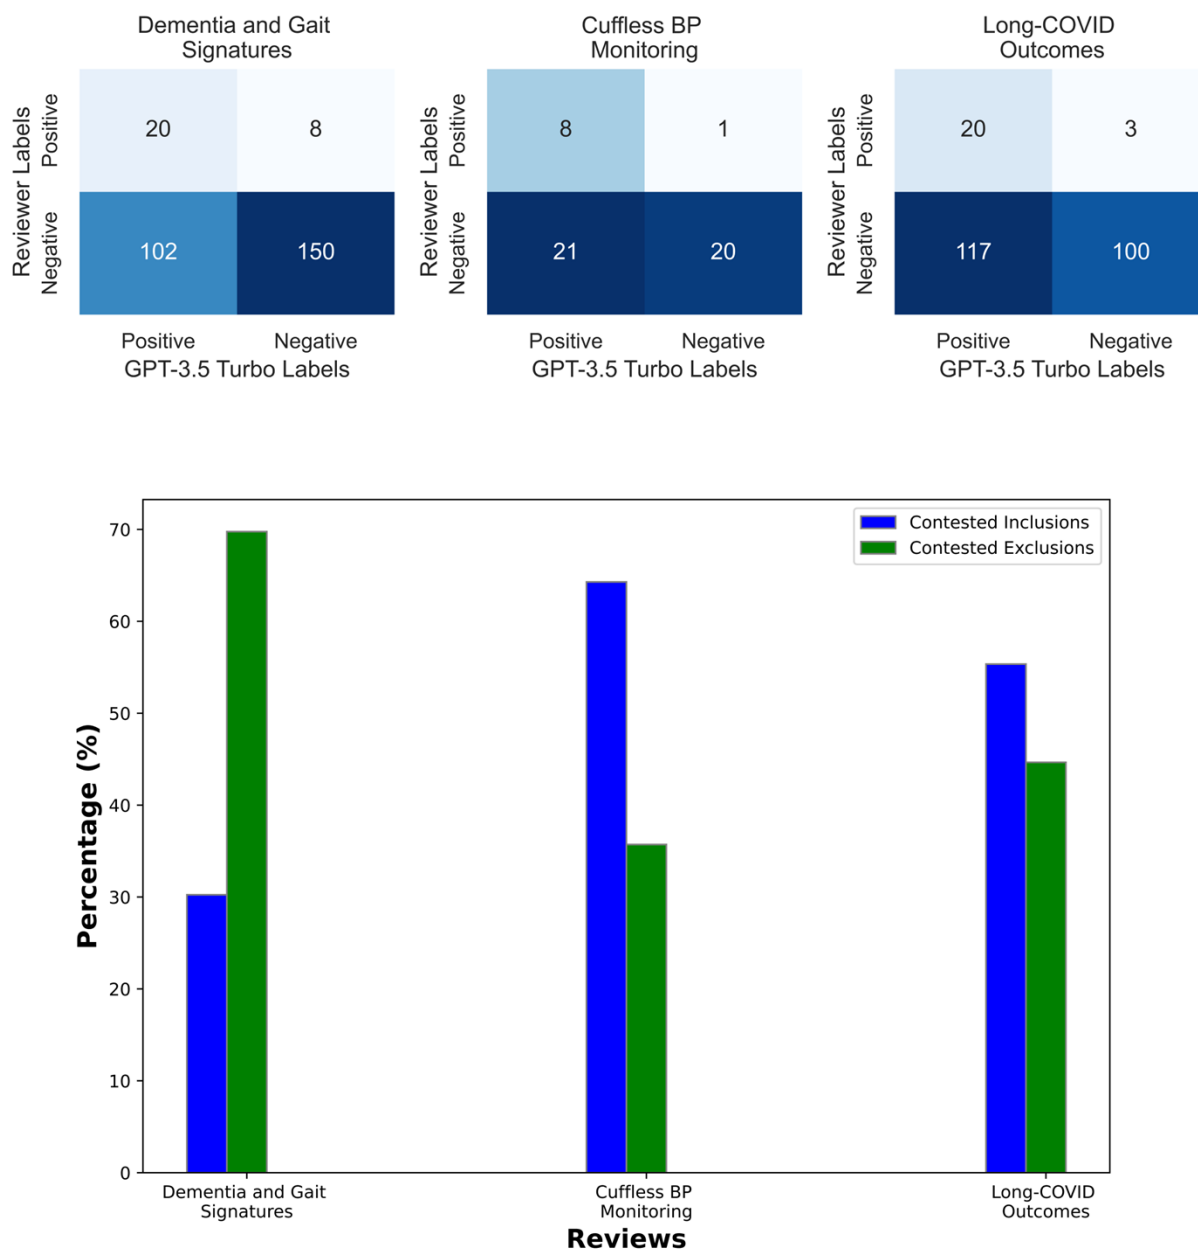 Dementia and Gait
Signatures
Cuffless BP
Monitoring
Long-COVID
Outcomes
Reviewer Labels
Positive
Negative
20 8
102 150
Positive Negative
GPT-3.5 Turbo Labels
Reviewer Labels
Positive
Negative
8 1
21 20
Positive Negative
GPT-3.5 Turbo Labels
Reviewer Labels
Positive
Negative
20 3
117 100
Positive Negative
GPT-3.5 Turbo Labels
Contested Inclusions
Contested Exclusions
Percentage (%)
70
60
50
40
30
20
10
0
Dementia and Gait
Signatures
Cuffless BP
Monitoring
Long-COVID
Outcomes
Reviews